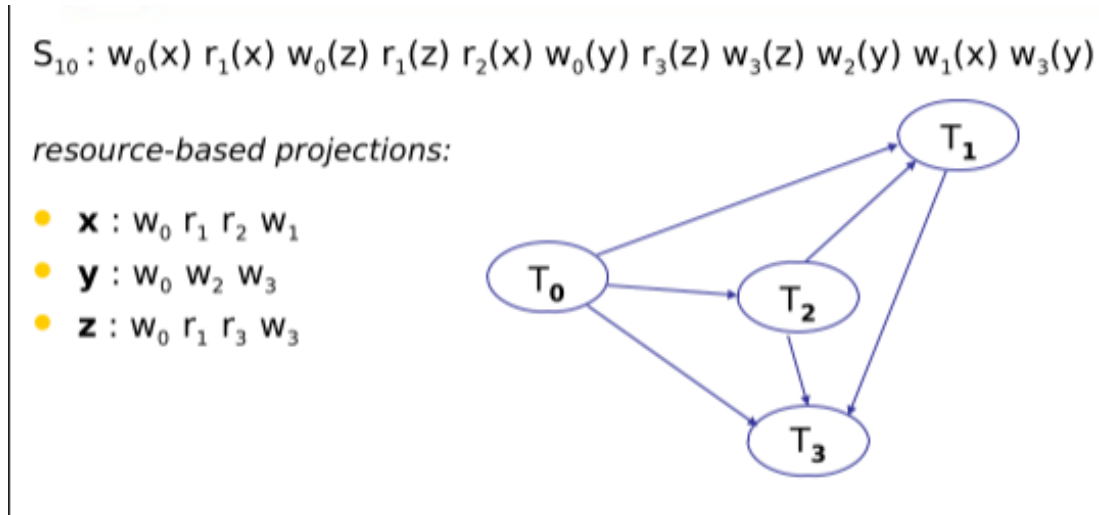 S₁₀ : w₀(x) r₁(x) w₀(z) r₁(z) r₂(x) w₀(y) r₃(z) w₃(z) w₂(y) w₁(x) w₃(y)
resource-based projections:
• x : w₀ r₁ r₂ w₁
• y : w₀ w₂ w₃
• z : w₀ r₁ r₃ w₃
T₁
T₀
T₂
T₃